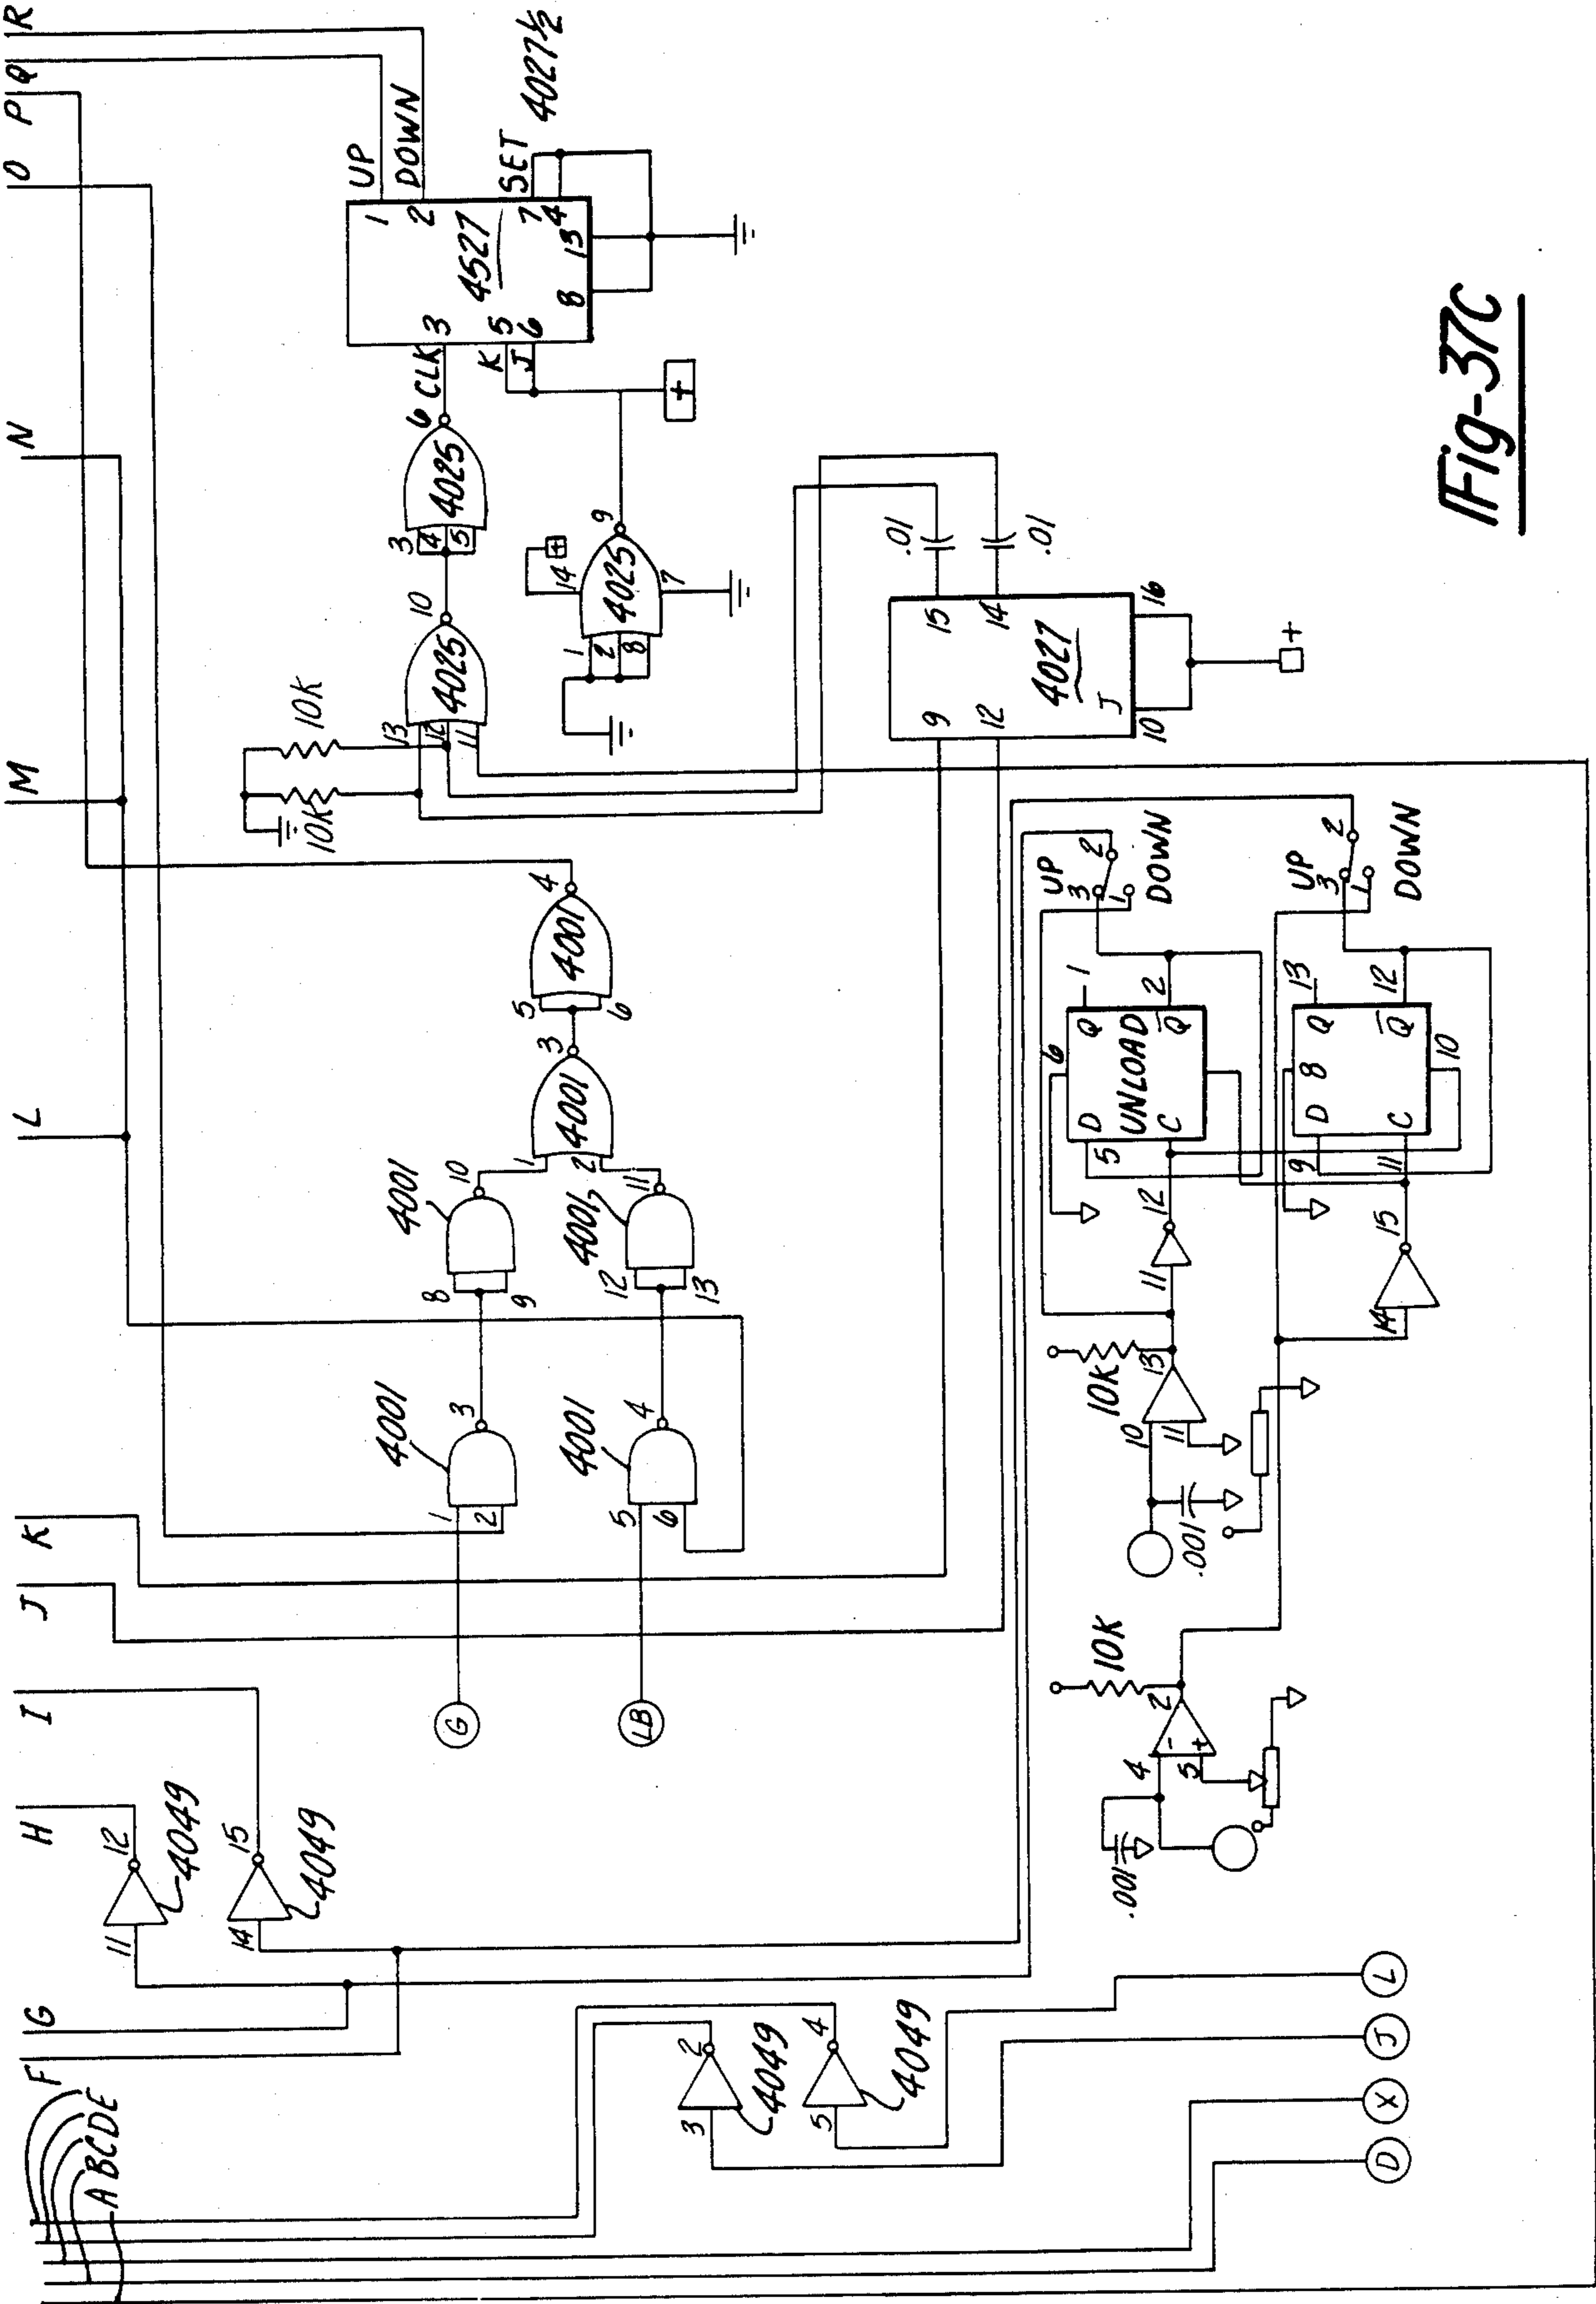 A B C D E F G H I J K L M N O P Q R
11 12 4049
14 15 4049
G 1 2 3 4001
8 9 10 4001
LB 5 6 4 4001
12 13 11 4001
1 2 3 4001
5 6 4 4001
10K 10K
13 12 11 10 4025
3 4 5 6 4025
1 2 8 14 + 7 9 4025
CLK 3
K 5
J 6
4527
1 UP
2 DOWN
7 SET
4
8 13
4027½
9 12 15 14 4027
J
10 16
+
.01
.01
3 2 4049
5 4 4049
D X J L
.001 4 5 - + 2 10K
.001 10 11 13 10K
11 12
14 15
5 D 6 Q 1
UNLOAD
C Q 2
9 D 8 Q 13
11 C Q 12
10
UP 3 2
1 DOWN
UP 3 2
1 DOWN
Fig-37C